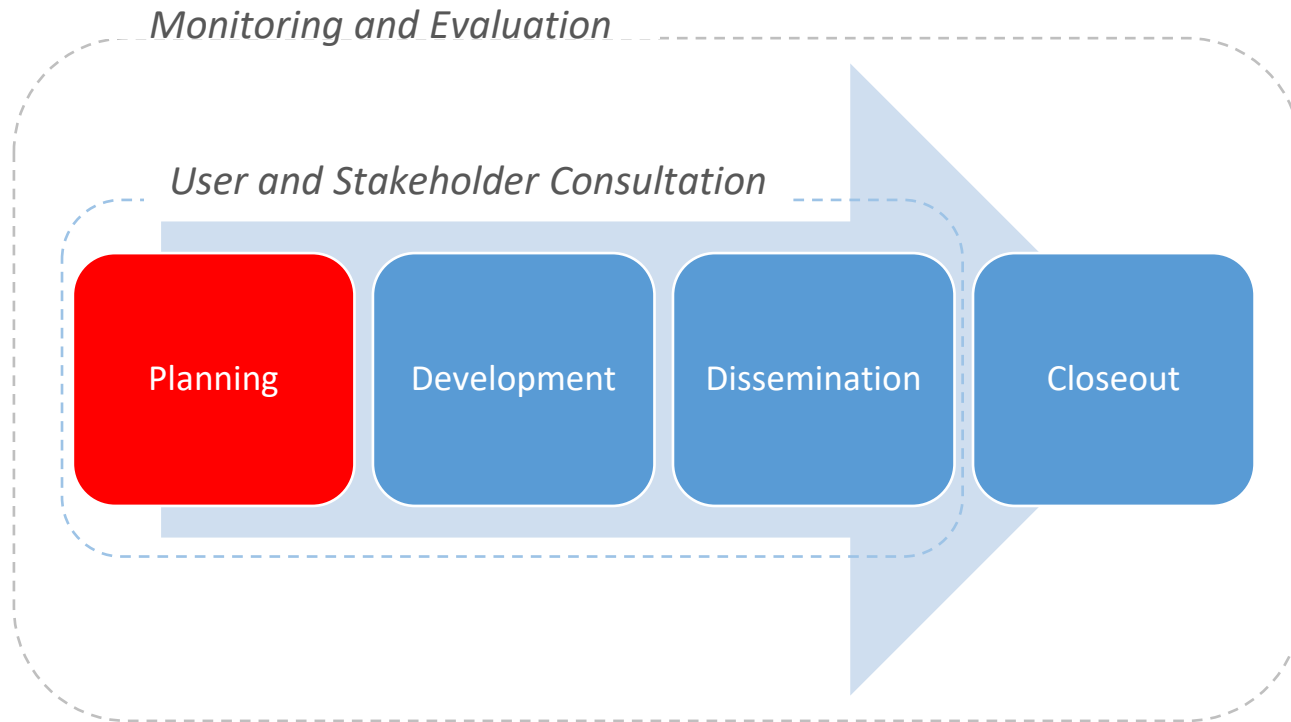 Monitoring and Evaluation
User and Stakeholder Consultation
Planning
Development
Dissemination
Closeout